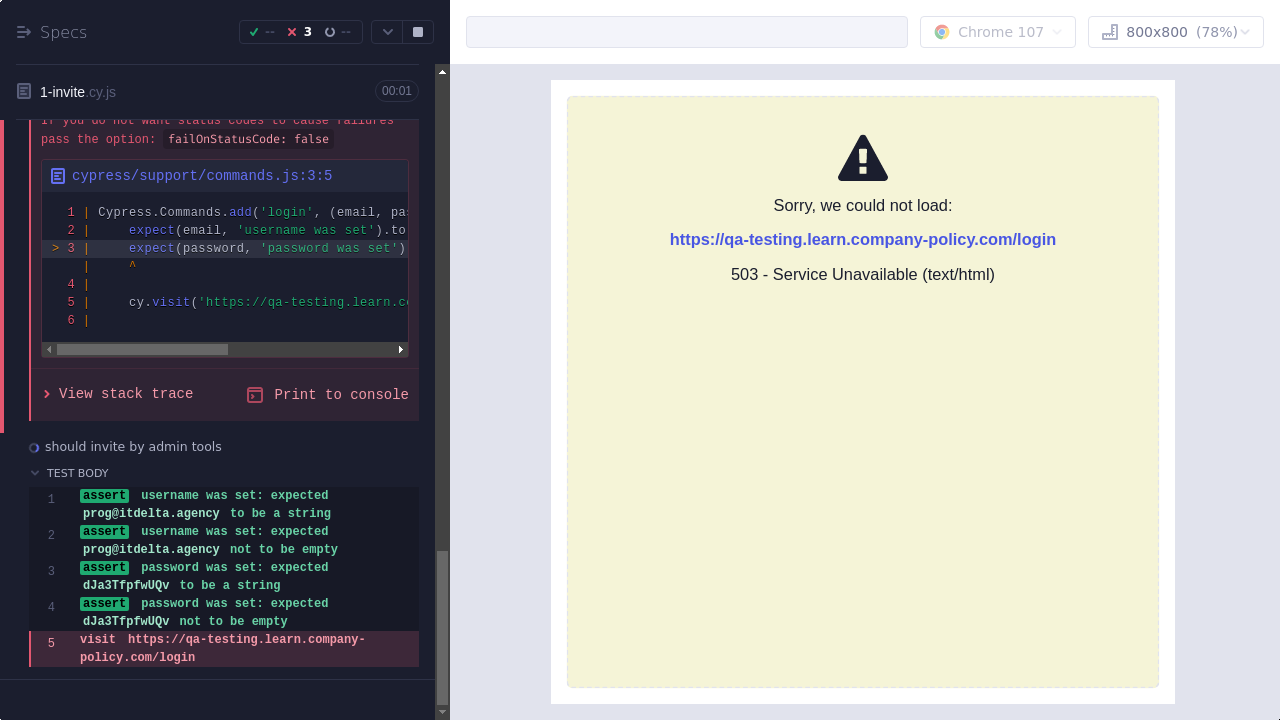 Specs
--
3
--
Chrome 107
800x800 (78%)
1-invite.cy.js
00:01
If you do not want status codes to cause failures
pass the option: failOnStatusCode: false
cypress/support/commands.js:3:5
1 | Cypress.Commands.add('login', (email, pas
2 |     expect(email, 'username was set').to
> 3 |     expect(password, 'password was set')
|     ^
4 |
5 |     cy.visit('https://qa-testing.learn.co
6 |
View stack trace
Print to console
should invite by admin tools
TEST BODY
1 assert username was set: expected
prog@itdelta.agency to be a string
2 assert username was set: expected
prog@itdelta.agency not to be empty
3 assert password was set: expected
dJa3TfpfwUQv to be a string
4 assert password was set: expected
dJa3TfpfwUQv not to be empty
5 visit https://qa-testing.learn.company-
policy.com/login
Sorry, we could not load:
https://qa-testing.learn.company-policy.com/login
503 - Service Unavailable (text/html)